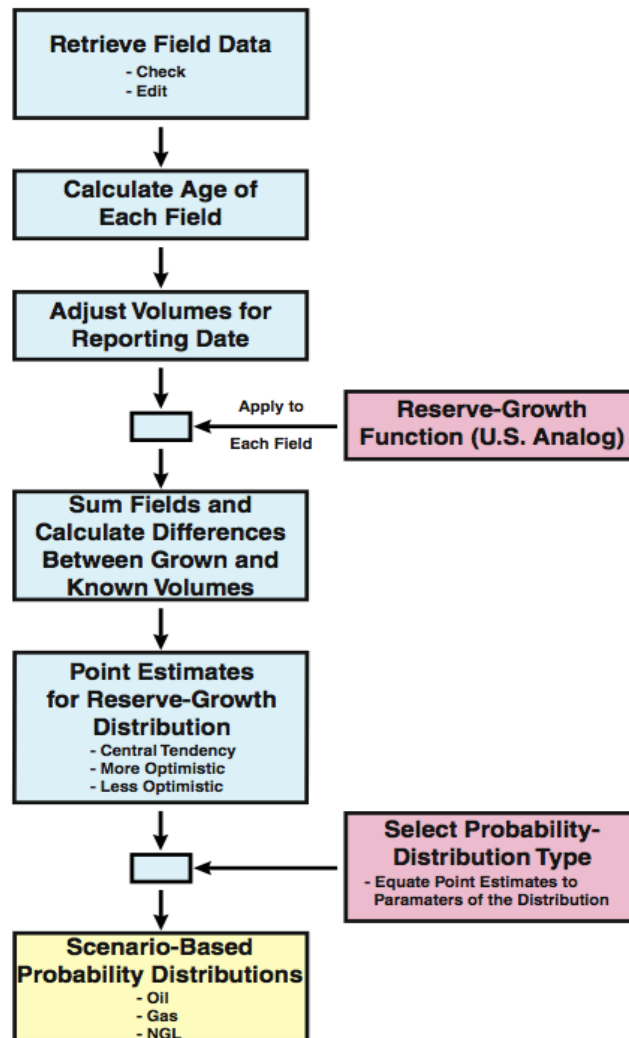 Retrieve Field Data
- Check
- Edit
Calculate Age of
Each Field
Adjust Volumes for
Reporting Date
Apply to
Each Field
Reserve-Growth
Function (U.S. Analog)
Sum Fields and
Calculate Differences
Between Grown and
Known Volumes
Point Estimates
for Reserve-Growth
Distribution
- Central Tendency
- More Optimistic
- Less Optimistic
Select Probability-
Distribution Type
- Equate Point Estimates to
Paramaters of the Distribution
Scenario-Based
Probability Distributions
- Oil
- Gas
- NGL